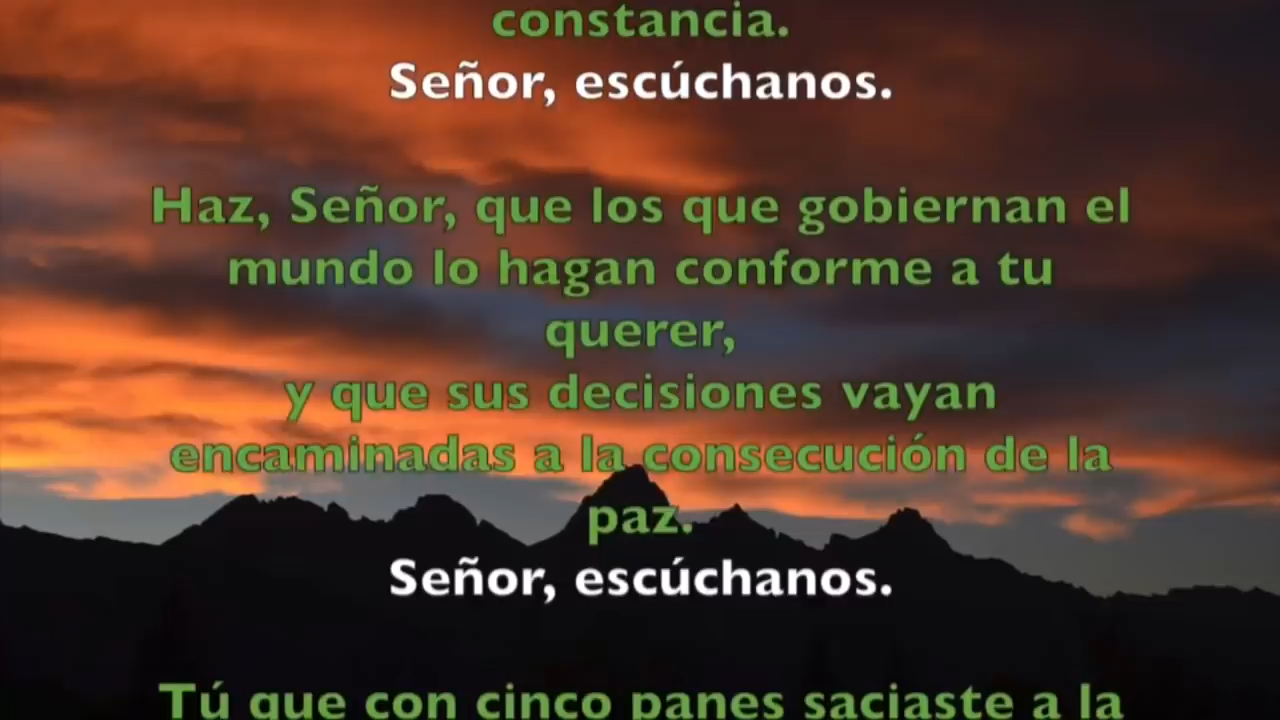 constancia.
Señor, escúchanos.
Haz, Señor, que los que gobiernan el
mundo lo hagan conforme a tu
querer,
y que sus decisiones vayan
encaminadas a la consecución de la
paz.
Señor, escúchanos.
Tú que con cinco panes saciaste a la